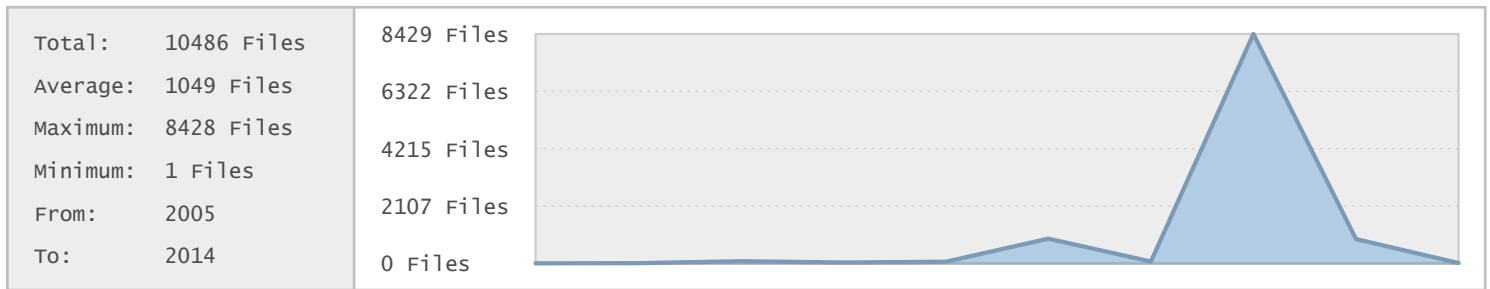 Total: 10486 Files
Average: 1049 Files
Maximum: 8428 Files
Minimum: 1 Files
From: 2005
To: 2014
8429 Files
6322 Files
4215 Files
2107 Files
0 Files